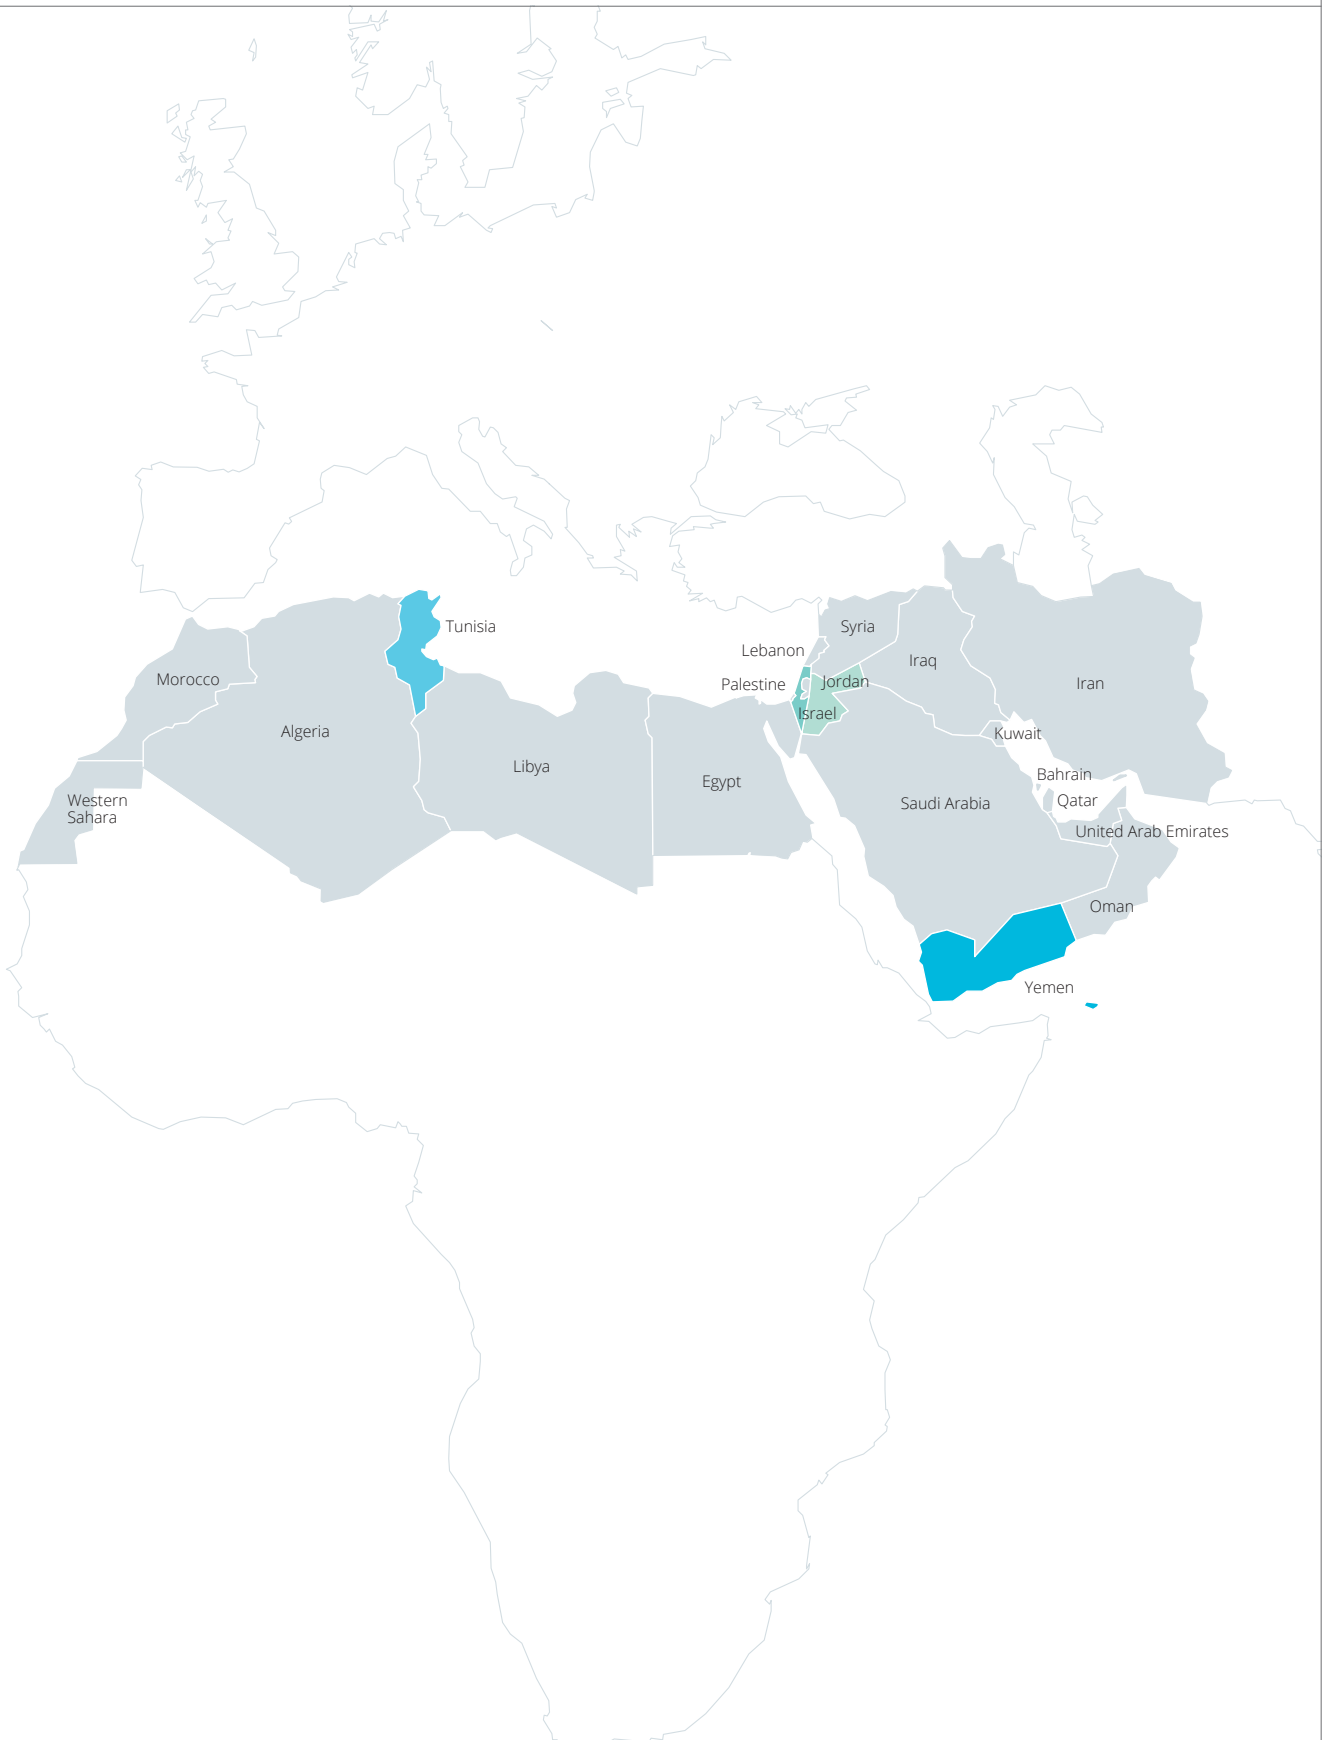 Tunisia
Syria
Lebanon
Iraq
Morocco
Palestine
Jordan
Iran
Israel
Algeria
Kuwait
Libya
Bahrain
Egypt
Western
Sahara
Qatar
Saudi Arabia
United Arab Emirates
Oman
Yemen